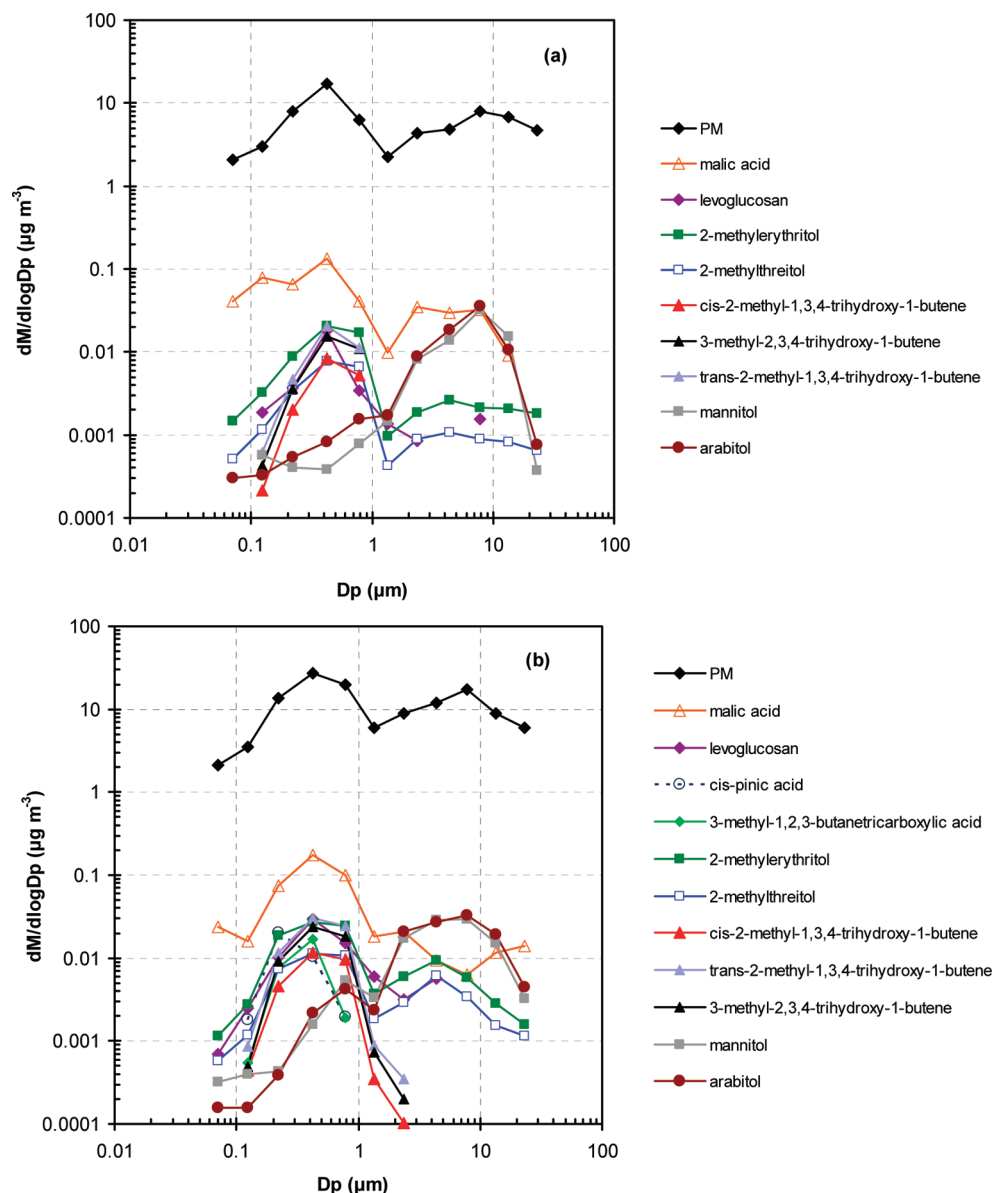 100
10
1
0.1
0.01
0.001
0.0001
dM/dlogDp (µg m-3)
(a)
0.01
0.1
1
10
100
Dp (µm)
PM
malic acid
levoglucosan
2-methylerythritol
2-methylthreitol
cis-2-methyl-1,3,4-trihydroxy-1-butene
3-methyl-2,3,4-trihydroxy-1-butene
trans-2-methyl-1,3,4-trihydroxy-1-butene
mannitol
arabitol
100
10
1
0.1
0.01
0.001
0.0001
dM/dlogDp (µg m-3)
(b)
0.01
0.1
1
10
100
Dp (µm)
PM
malic acid
levoglucosan
cis-pinic acid
3-methyl-1,2,3-butanetricarboxylic acid
2-methylerythritol
2-methylthreitol
cis-2-methyl-1,3,4-trihydroxy-1-butene
trans-2-methyl-1,3,4-trihydroxy-1-butene
3-methyl-2,3,4-trihydroxy-1-butene
mannitol
arabitol